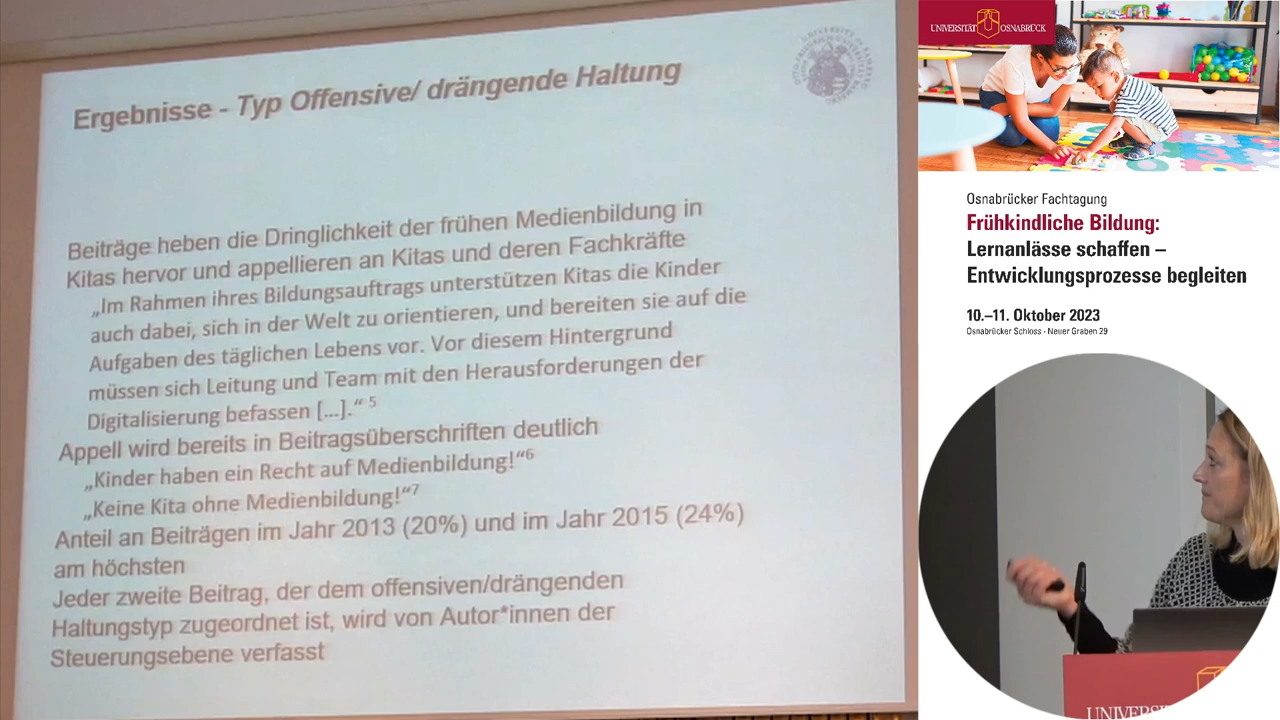 Ergebnisse - Typ Offensive/ drängende Haltung
Beiträge heben die Dringlichkeit der frühen Medienbildung in
Kitas hervor und appellieren an Kitas und deren Fachkräfte
„Im Rahmen ihres Bildungsauftrags unterstützen Kitas die Kinder
auch dabei, sich in der Welt zu orientieren, und bereiten sie auf die
Aufgaben des täglichen Lebens vor. Vor diesem Hintergrund
müssen sich Leitung und Team mit den Herausforderungen der
Digitalisierung befassen [...].“ 5
Appell wird bereits in Beitragsüberschriften deutlich
„Kinder haben ein Recht auf Medienbildung!“6
„Keine Kita ohne Medienbildung!“7
Anteil an Beiträgen im Jahr 2013 (20%) und im Jahr 2015 (24%)
am höchsten
Jeder zweite Beitrag, der dem offensiven/drängenden
Haltungstyp zugeordnet ist, wird von Autor*innen der
Steuerungsebene verfasst
UNIVERSITÄT OSNABRÜCK
Osnabrücker Fachtagung
Frühkindliche Bildung:
Lernanlässe schaffen –
Entwicklungsprozesse begleiten
10.–11. Oktober 2023
Osnabrücker Schloss · Neuer Graben 29